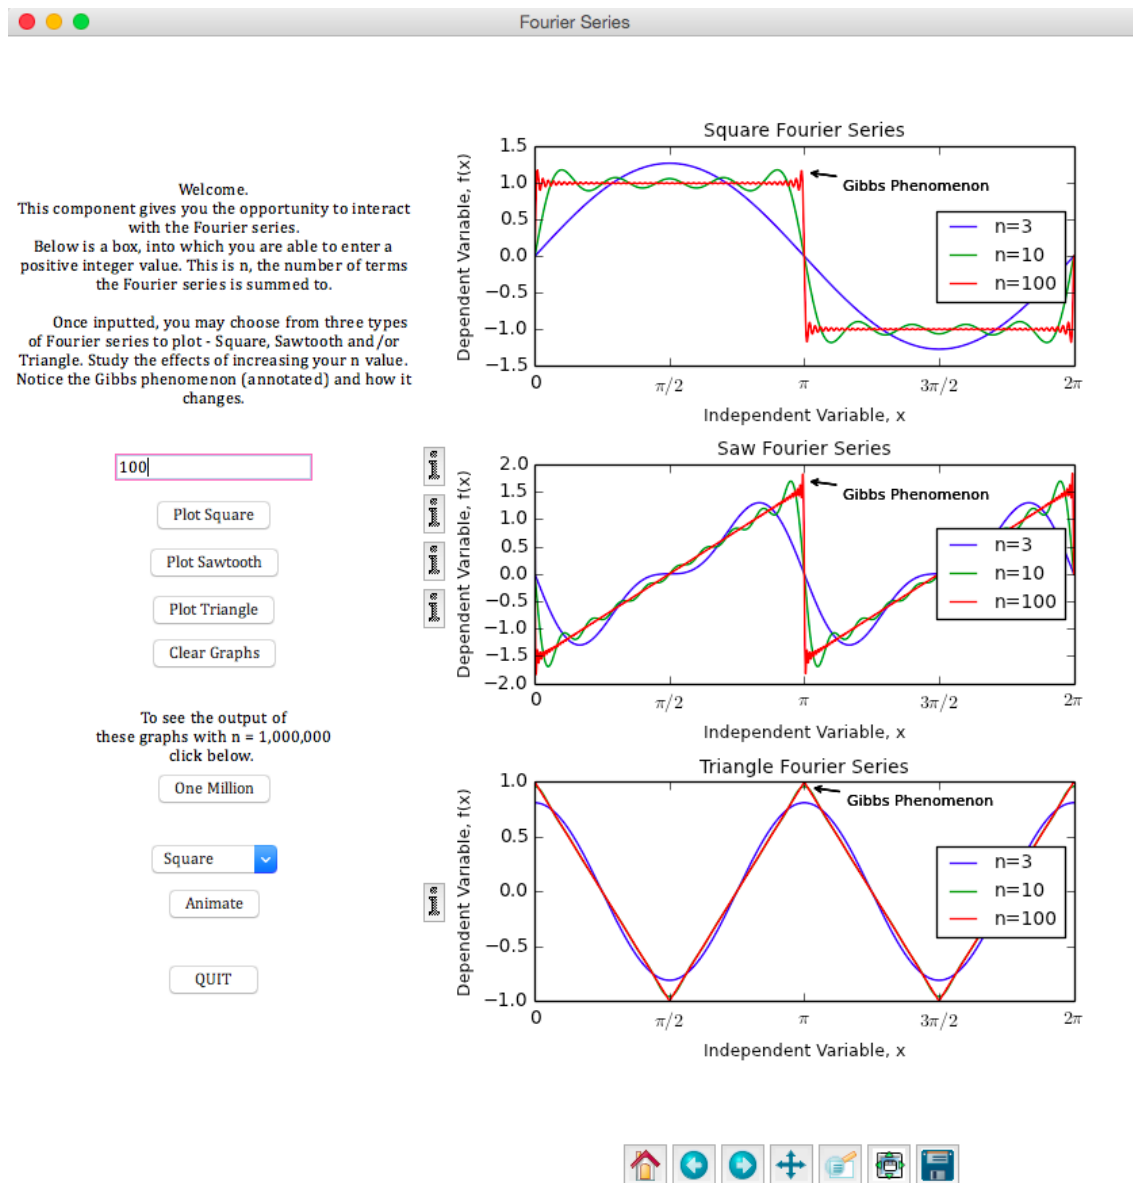 Fourier Series
Welcome.
This component gives you the opportunity to interact
with the Fourier series.
Below is a box, into which you are able to enter a
positive integer value. This is n, the number of terms
the Fourier series is summed to.
Once inputted, you may choose from three types
of Fourier series to plot - Square, Sawtooth and/or
Triangle. Study the effects of increasing your n value.
Notice the Gibbs phenomenon (annotated) and how it
changes.
100
Plot Square
Plot Sawtooth
Plot Triangle
Clear Graphs
To see the output of
these graphs with n = 1,000,000
click below.
One Million
Square
Animate
QUIT
Square Fourier Series
Dependent Variable, f(x)
1.5
1.0
0.5
0.0
−0.5
−1.0
−1.5
Gibbs Phenomenon
n=3
n=10
n=100
0 π/2 π 3π/2 2π
Independent Variable, x
Saw Fourier Series
Dependent Variable, f(x)
2.0
1.5
1.0
0.5
0.0
−0.5
−1.0
−1.5
−2.0
Gibbs Phenomenon
n=3
n=10
n=100
0 π/2 π 3π/2 2π
Independent Variable, x
Triangle Fourier Series
Dependent Variable, f(x)
1.0
0.5
0.0
−0.5
−1.0
Gibbs Phenomenon
n=3
n=10
n=100
0 π/2 π 3π/2 2π
Independent Variable, x